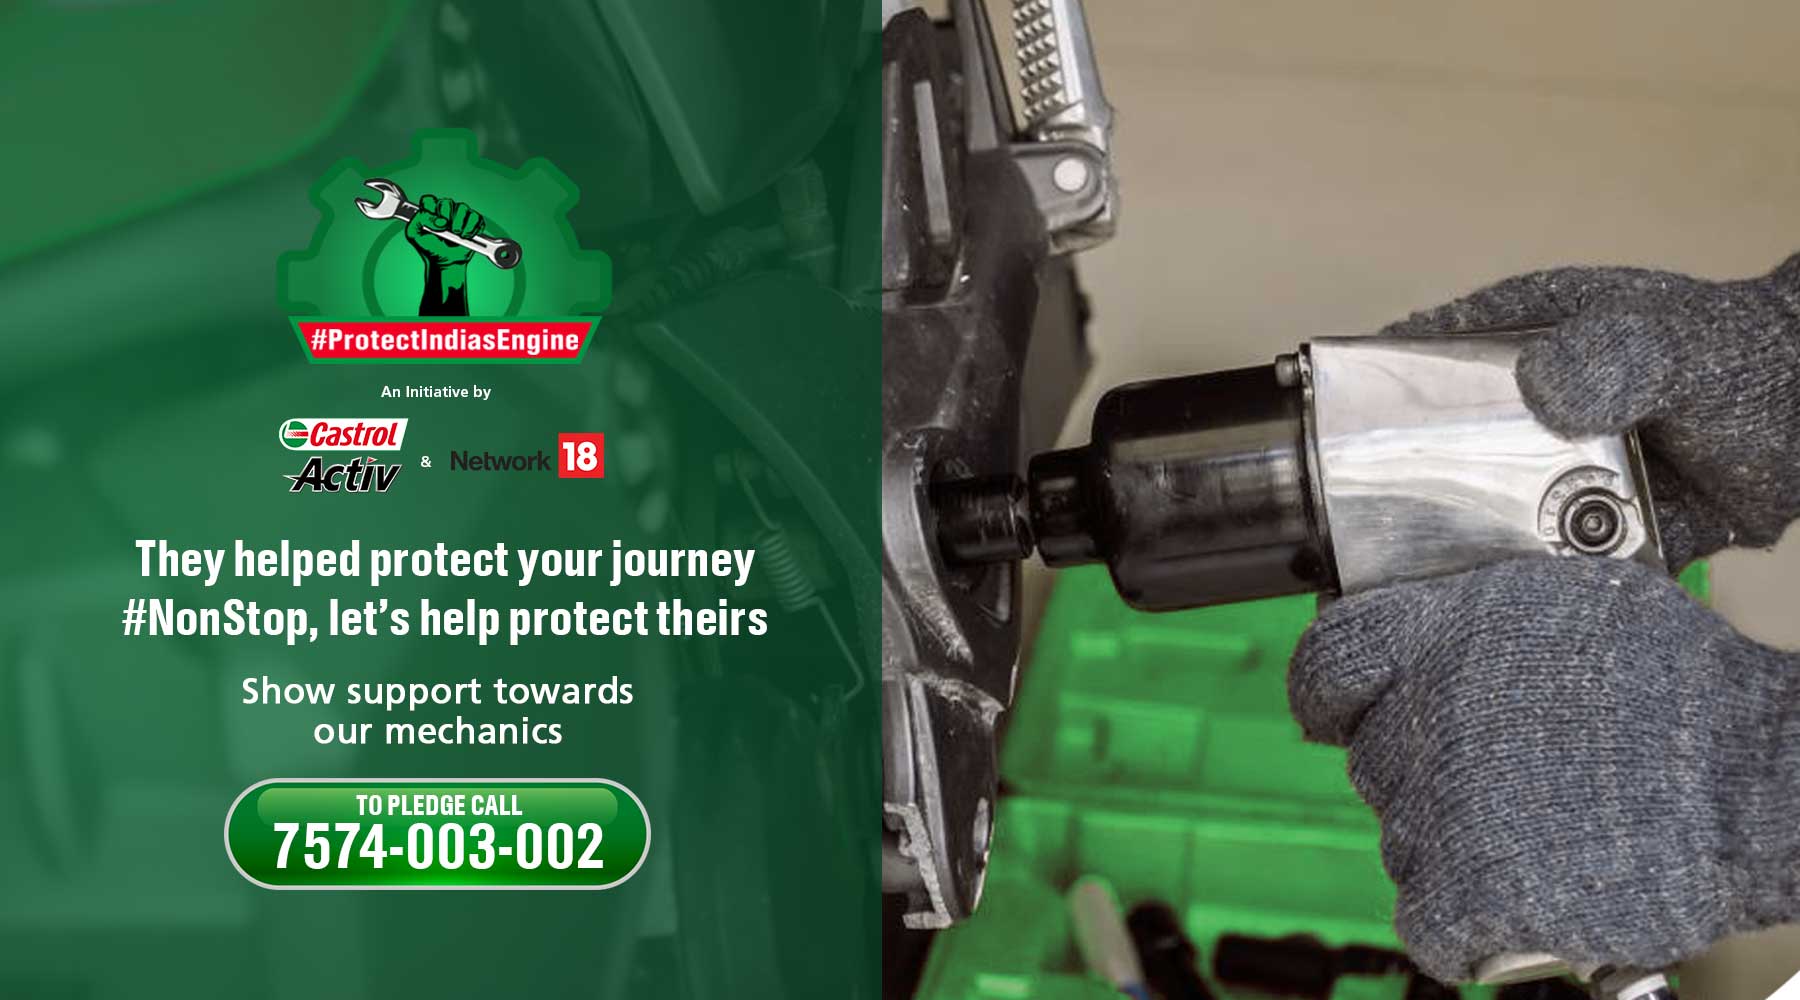 #ProtectIndiasEngine
An Initiative by
Castrol
Activ
&
Network 18
They helped protect your journey
#NonStop, let's help protect theirs
Show support towards
our mechanics
TO PLEDGE CALL
7574-003-002